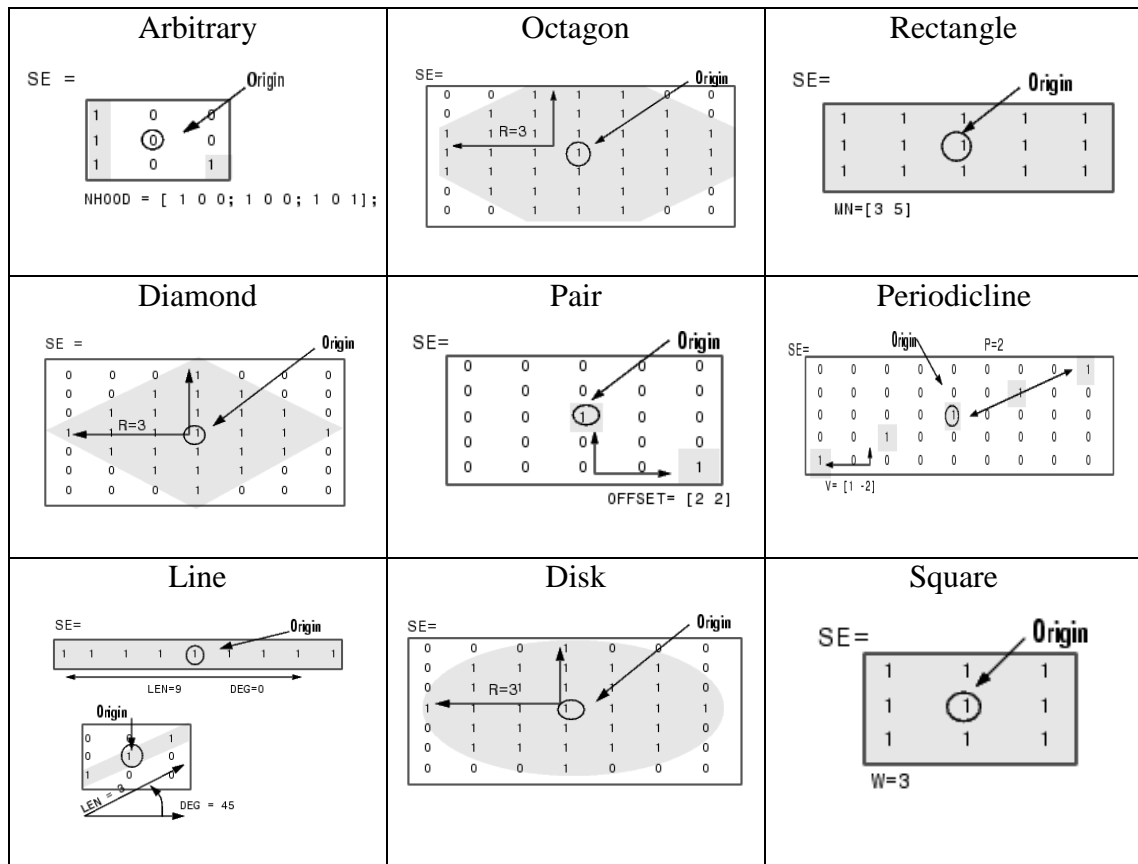 Arbitrary
SE =
Origin
1 0 0
1 0 0
1 0 1
NHOOD = [ 1 0 0; 1 0 0; 1 0 1];
Octagon
SE=
Origin
0 0 1 1 1 0 0
0 1 1 1 1 1 0
1 1 1 1 1 1 1
R=3
1 1 1 1 1 1 1
1 1 1 1 1 1 1
0 1 1 1 1 1 0
0 0 1 1 1 0 0
Rectangle
SE=
Origin
1 1 1 1 1
1 1 1 1 1
1 1 1 1 1
MN=[3 5]
Diamond
SE =
Origin
0 0 0 1 0 0 0
0 0 1 1 1 0 0
0 1 1 1 1 1 0
R=3
1 1 1 1 1
0 1 1 1 1 1 0
0 0 1 1 1 0 0
0 0 0 1 0 0 0
Pair
SE=
Origin
0 0 0 0 0
0 0 0 0 0
0 0 1 0 0
0 0 0 0 0
0 0 0 0 1
OFFSET= [2 2]
Periodicline
Origin P=2
SE=
0 0 0 0 0 0 0 0 1
0 0 0 0 0 0 1 0 0
0 0 0 0 1 0 0 0 0
0 0 1 0 0 0 0 0 0
1 0 0 0 0 0 0 0 0
V= [1 -2]
Line
SE=
Origin
1 1 1 1 1 1 1 1 1
LEN=9 DEG=0
Origin
0 0 1
0 1 0
1 0 0
LEN = 3
DEG = 45
Disk
SE=
Origin
0 0 0 1 0 0 0
0 1 1 1 1 1 0
0 1 1 1 1 1 0
R=3
1 1 1 1 1 1 1
0 1 1 1 1 1 0
0 1 1 1 1 1 0
0 0 0 1 0 0 0
Square
SE=
Origin
1 1 1
1 1 1
1 1 1
W=3